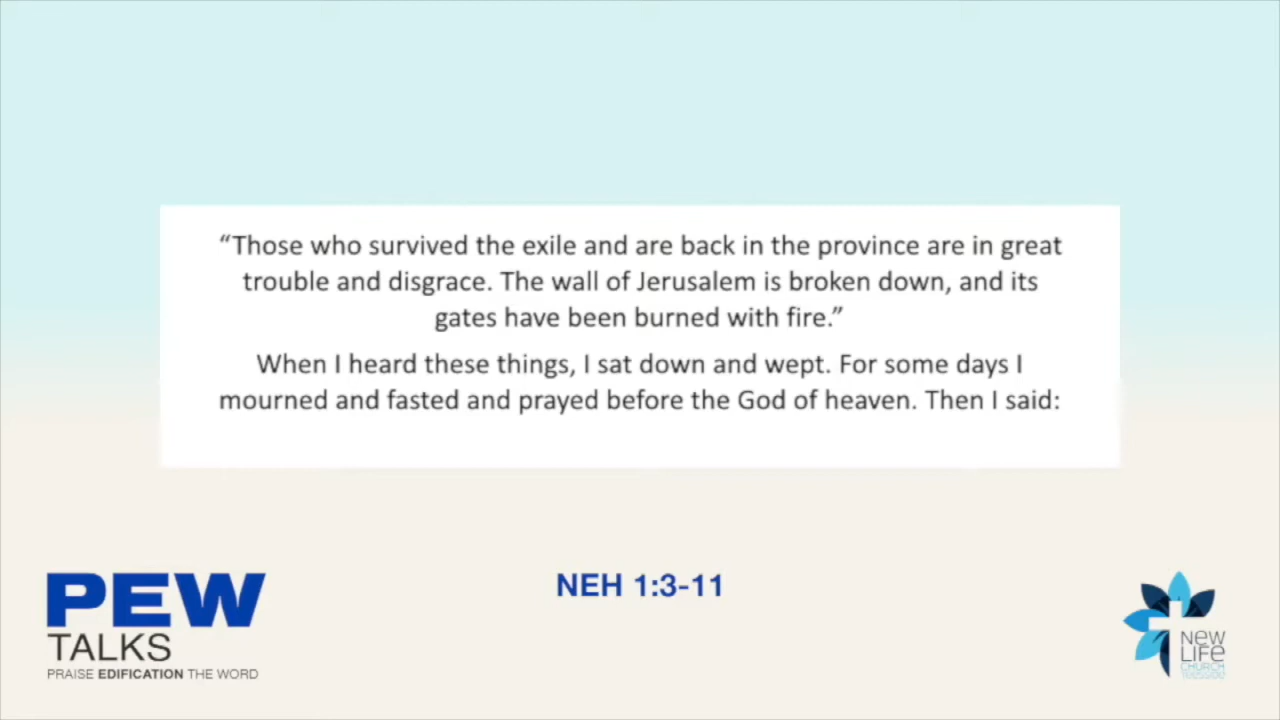 “Those who survived the exile and are back in the province are in great
trouble and disgrace. The wall of Jerusalem is broken down, and its
gates have been burned with fire.”
When I heard these things, I sat down and wept. For some days I
mourned and fasted and prayed before the God of heaven. Then I said:
NEH 1:3-11
PEW
TALKS
PRAISE EDIFICATION THE WORD
NEW
LIFE
CHURCH
TEESSIDE